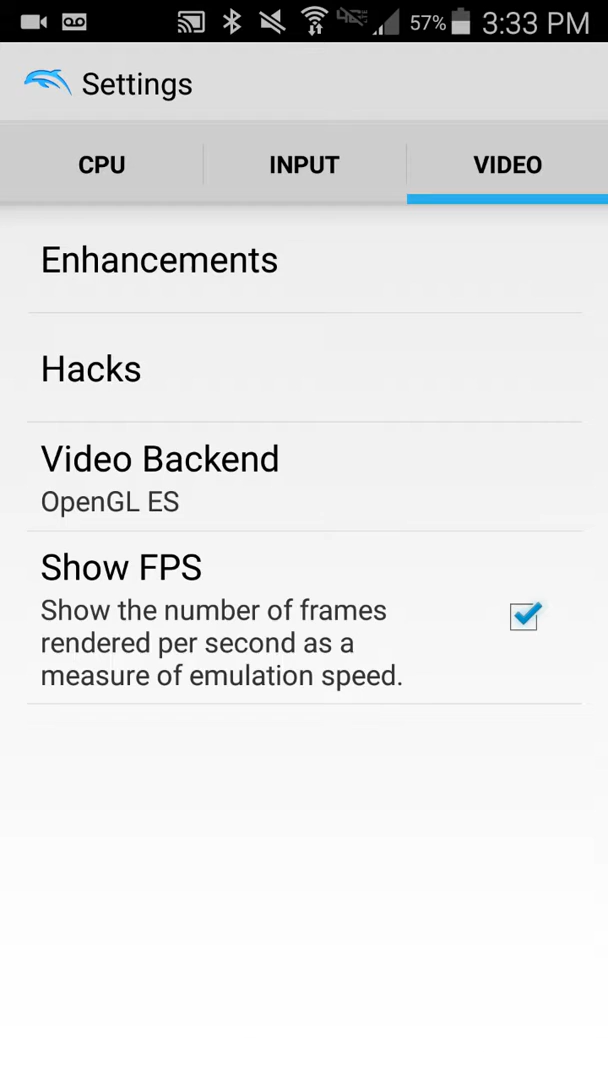 57% 3:33 PM
Settings
CPU INPUT VIDEO
Enhancements
Hacks
Video Backend
OpenGL ES
Show FPS
Show the number of frames
rendered per second as a
measure of emulation speed.